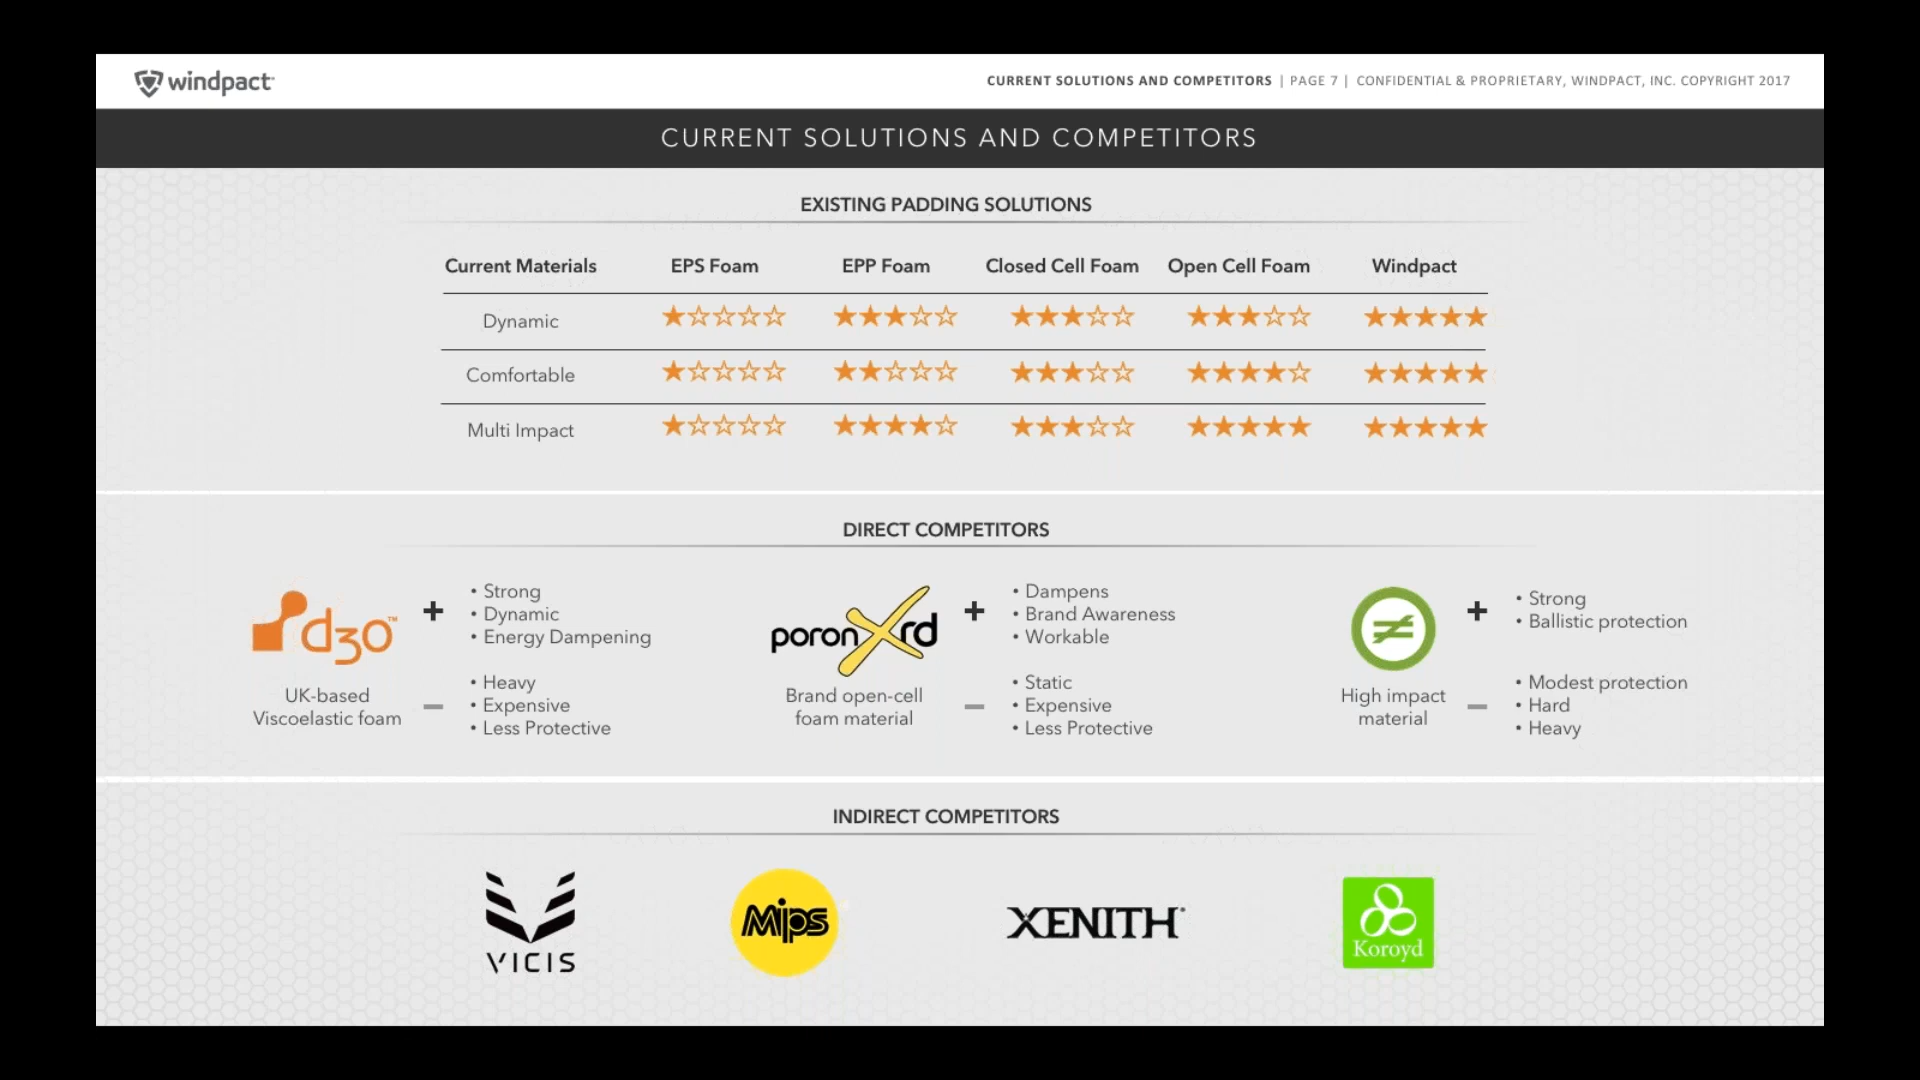 windpact
CURRENT SOLUTIONS AND COMPETITORS | PAGE 7 | CONFIDENTIAL & PROPRIETARY, WINDPACT, INC. COPYRIGHT 2017
CURRENT SOLUTIONS AND COMPETITORS
EXISTING PADDING SOLUTIONS
Current Materials EPS Foam EPP Foam Closed Cell Foam Open Cell Foam Windpact
Dynamic ★☆☆☆☆ ★★★☆☆ ★★★☆☆ ★★★☆☆ ★★★★★
Comfortable ★☆☆☆☆ ★★☆☆☆ ★★★☆☆ ★★★★☆ ★★★★★
Multi Impact ★☆☆☆☆ ★★★★☆ ★★★☆☆ ★★★★★ ★★★★★
DIRECT COMPETITORS
d3o™
UK-based
Viscoelastic foam
+
• Strong
• Dynamic
• Energy Dampening
–
• Heavy
• Expensive
• Less Protective
poron Xrd
Brand open-cell
foam material
+
• Dampens
• Brand Awareness
• Workable
–
• Static
• Expensive
• Less Protective
≠
High impact
material
+
• Strong
• Ballistic protection
–
• Modest protection
• Hard
• Heavy
INDIRECT COMPETITORS
VICIS
Mips
XENITH
Koroyd